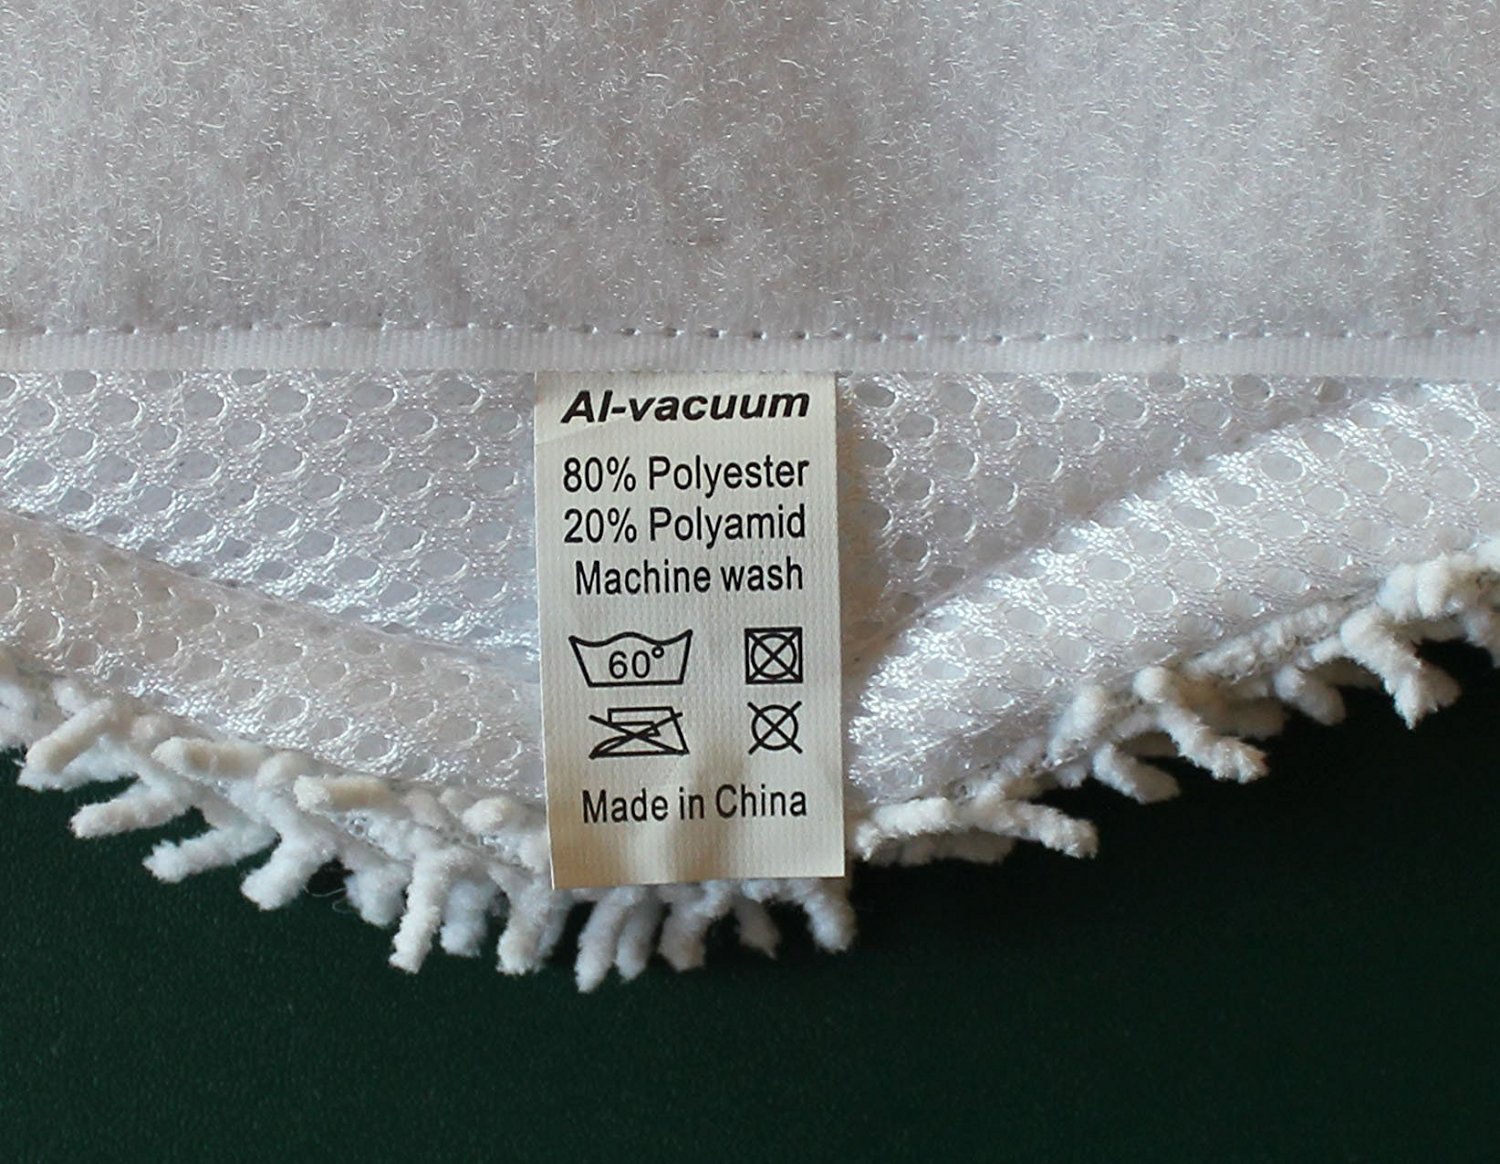 Al-vacuum
80% Polyester
20% Polyamid
Machine wash
60°
Made in China